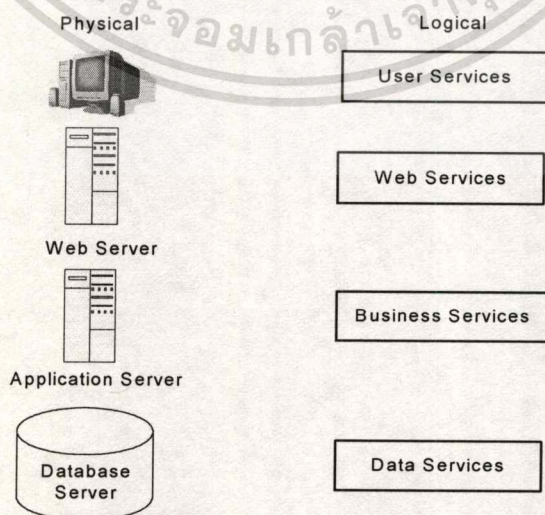 Physical
Logical
User Services
Web Services
Web Server
Business Services
Application Server
Database
Server
Data Services